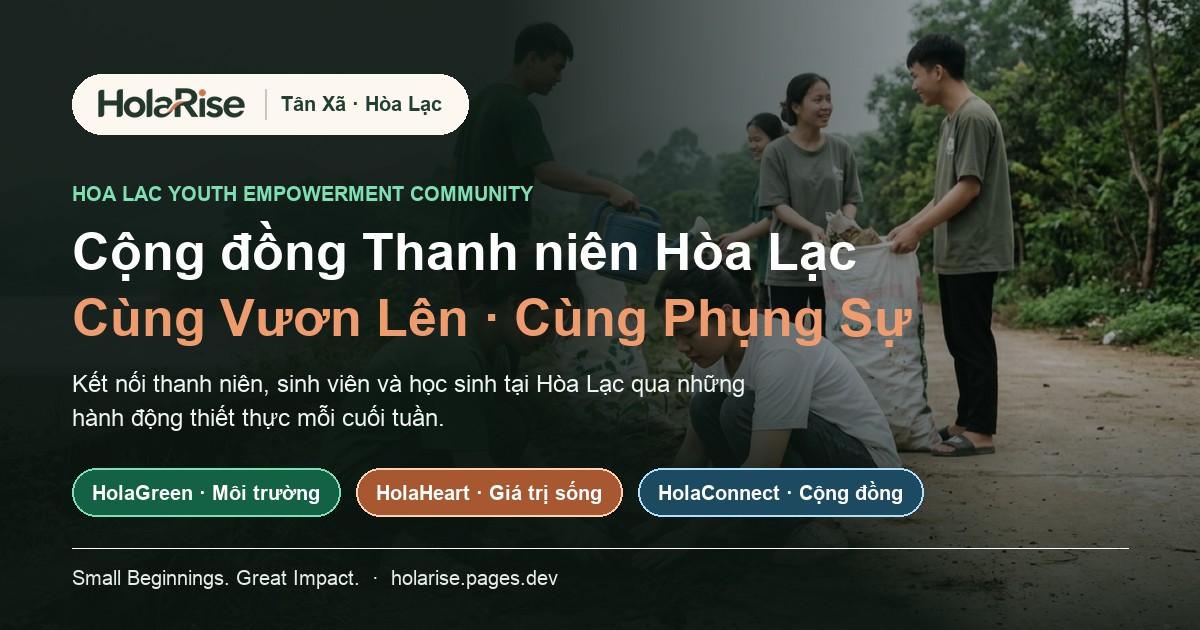 HolaRise
Tân Xã · Hòa Lạc
HOA LAC YOUTH EMPOWERMENT COMMUNITY
Cộng đồng Thanh niên Hòa Lạc
Cùng Vươn Lên · Cùng Phụng Sự
Kết nối thanh niên, sinh viên và học sinh tại Hòa Lạc qua những
hành động thiết thực mỗi cuối tuần.
HolaGreen · Môi trường
HolaHeart · Giá trị sống
HolaConnect · Cộng đồng
Small Beginnings. Great Impact. · holarise.pages.dev